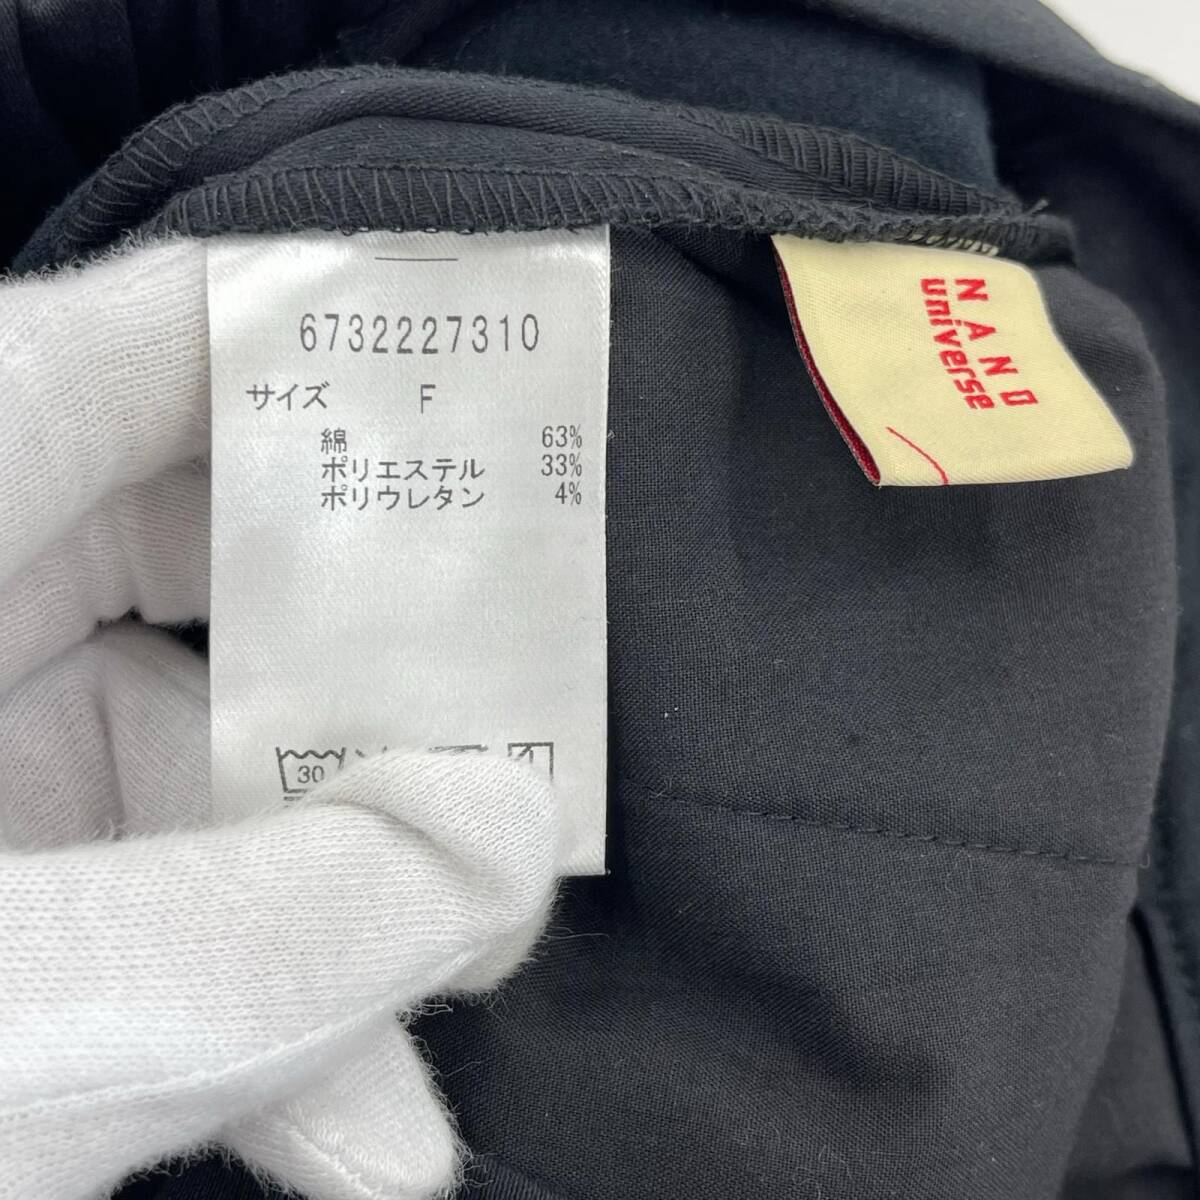 6732227310
サイズ F
綿 63%
ポリエステル 33%
ポリウレタン 4%
30
NANO
universe